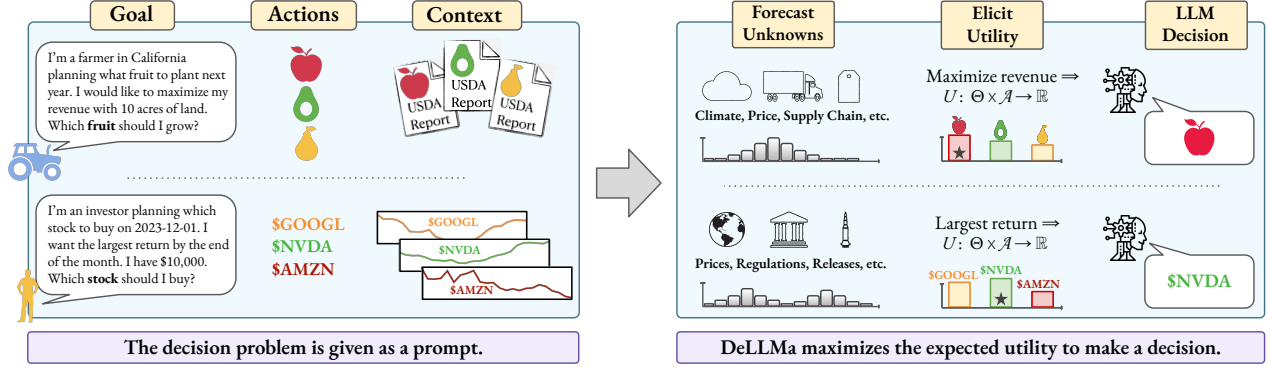 Goal
Actions
Context
I'm a farmer in California
planning what fruit to plant next
year. I would like to maximize my
revenue with 10 acres of land.
Which fruit should I grow?
USDA
Report
USDA
Report
USDA
Report
I'm an investor planning which
stock to buy on 2023-12-01. I
want the largest return by the end
of the month. I have $10,000.
Which stock should I buy?
$GOOGL
$NVDA
$AMZN
$GOOGL
$NVDA
$AMZN
The decision problem is given as a prompt.
Forecast
Unknowns
Elicit
Utility
LLM
Decision
Climate, Price, Supply Chain, etc.
Maximize revenue ⇒
U: Θ × 𝒜 → ℝ
Prices, Regulations, Releases, etc.
Largest return ⇒
U: Θ × 𝒜 → ℝ
$GOOGL
$NVDA
$AMZN
$NVDA
DeLLMa maximizes the expected utility to make a decision.